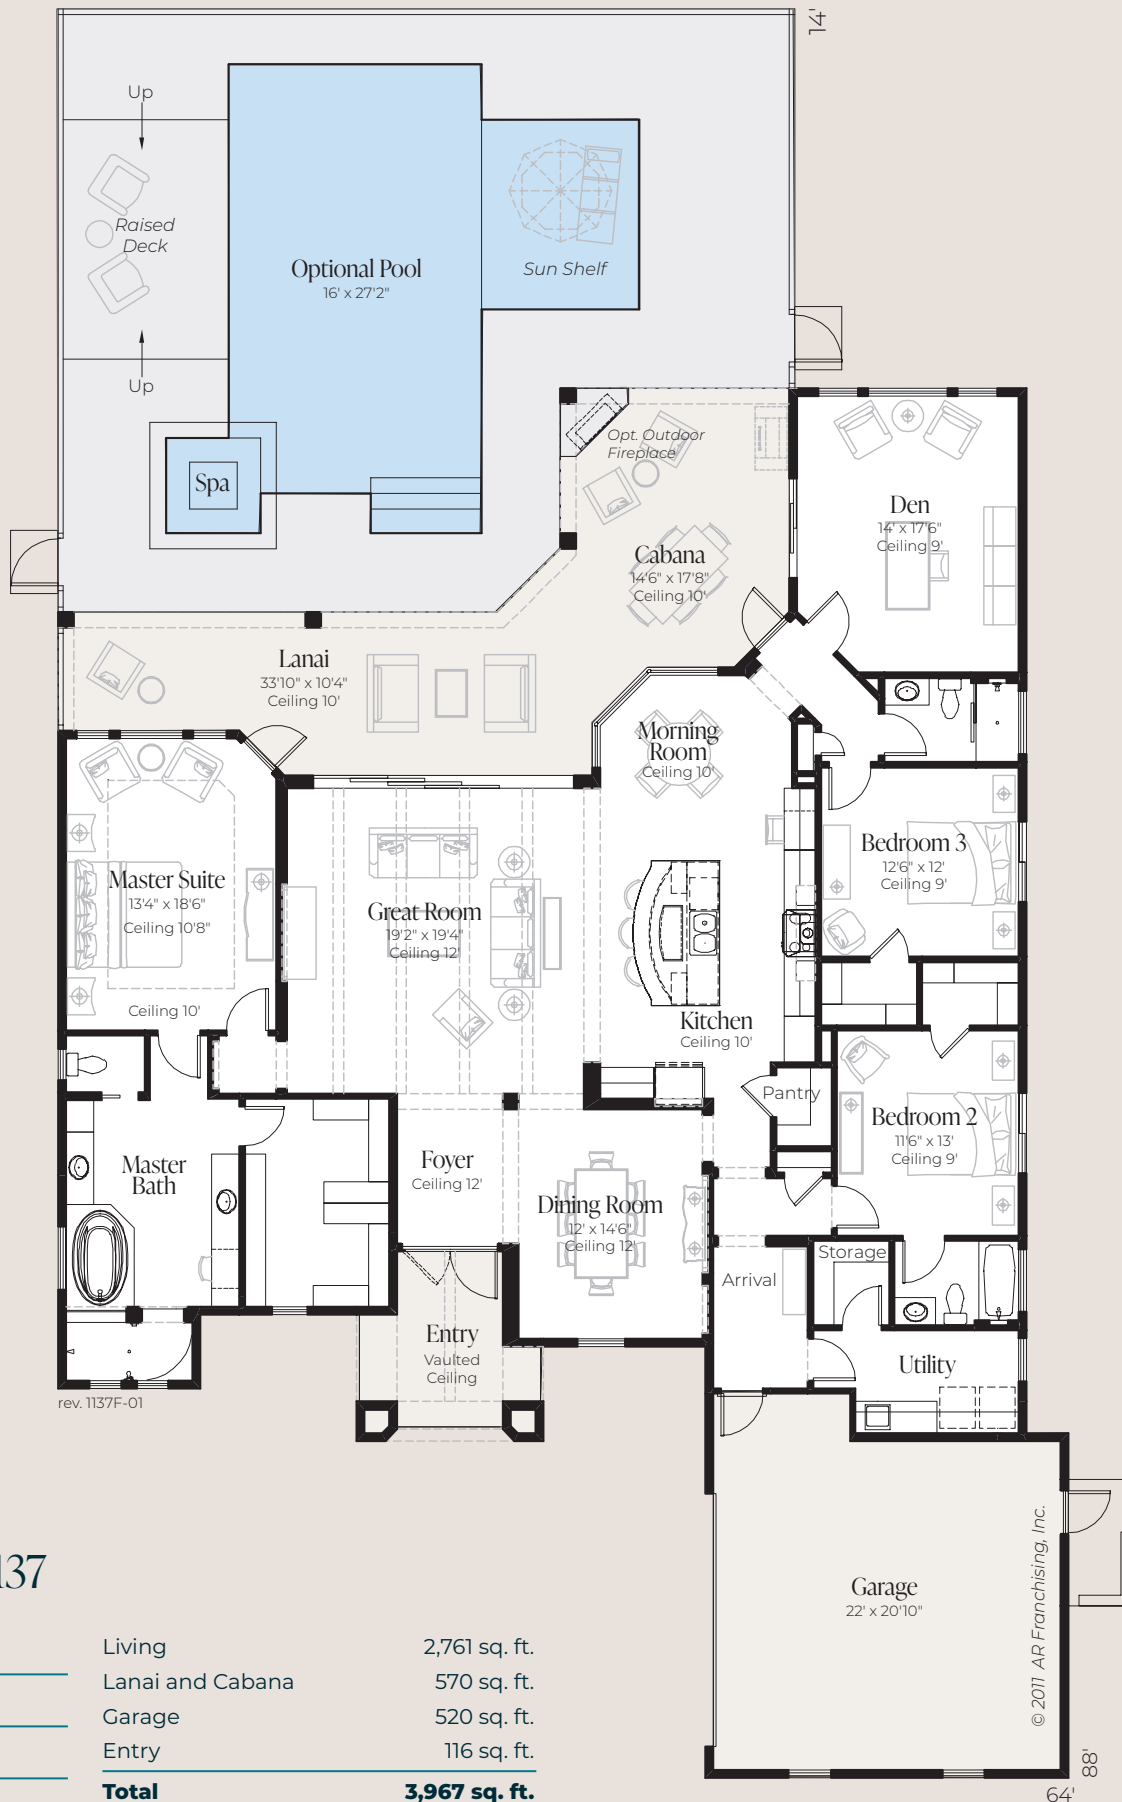 14'
Up
Raised
Deck
Up
Optional Pool
16' x 27'2"
Sun Shelf
Spa
Opt. Outdoor
Fireplace
Cabana
14'6" x 17'8"
Ceiling 10'
Den
14' x 17'6"
Ceiling 9'
Lanai
33'10" x 10'4"
Ceiling 10'
Morning
Room
Ceiling 10'
Master Suite
13'4" x 18'6"
Ceiling 10'8"
Ceiling 10'
Great Room
19'2" x 19'4"
Ceiling 12'
Bedroom 3
12'6" x 12'
Ceiling 9'
Kitchen
Ceiling 10'
Pantry
Bedroom 2
11'6" x 13'
Ceiling 9'
Master
Bath
Foyer
Ceiling 12'
Dining Room
12' x 14'6"
Ceiling 12'
Storage
Arrival
Entry
Vaulted
Ceiling
Utility
rev. 1137F-01
Garage
22' x 20'10"
© 2011 AR Franchising, Inc.
88'
64'
137
Living 2,761 sq. ft.
Lanai and Cabana 570 sq. ft.
Garage 520 sq. ft.
Entry 116 sq. ft.
Total 3,967 sq. ft.